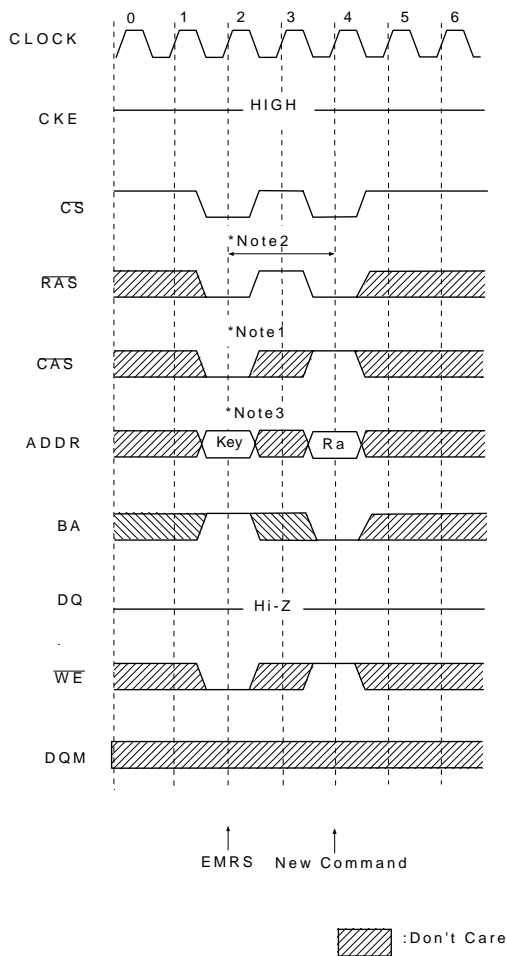 0 1 2 3 4 5 6
CLOCK
CKE HIGH
CS
*Note2
RAS
*Note1
CAS
*Note3
ADDR Key Ra
BA
DQ Hi-Z
WE
DQM
EMRS New Command
:Don't Care